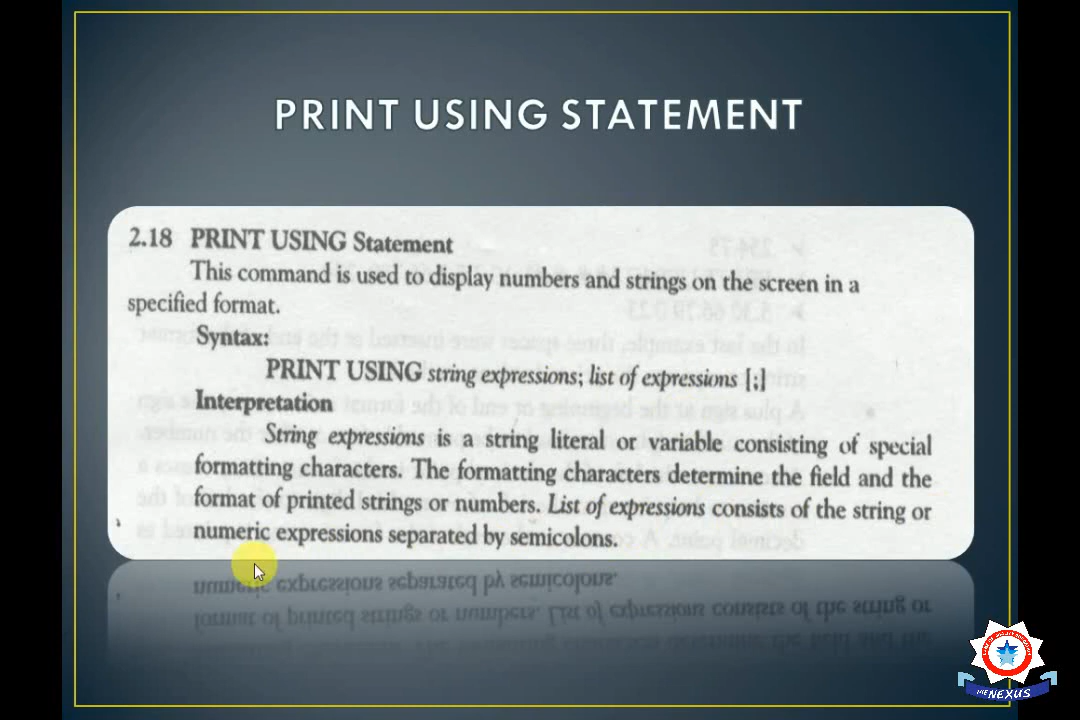 PRINT USING STATEMENT
2.18 PRINT USING Statement
This command is used to display numbers and strings on the screen in a
specified format.
Syntax:
PRINT USING string expressions; list of expressions [;]
Interpretation
String expressions is a string literal or variable consisting of special
formatting characters. The formatting characters determine the field and the
format of printed strings or numbers. List of expressions consists of the string or
numeric expressions separated by semicolons.
THE NEXUS